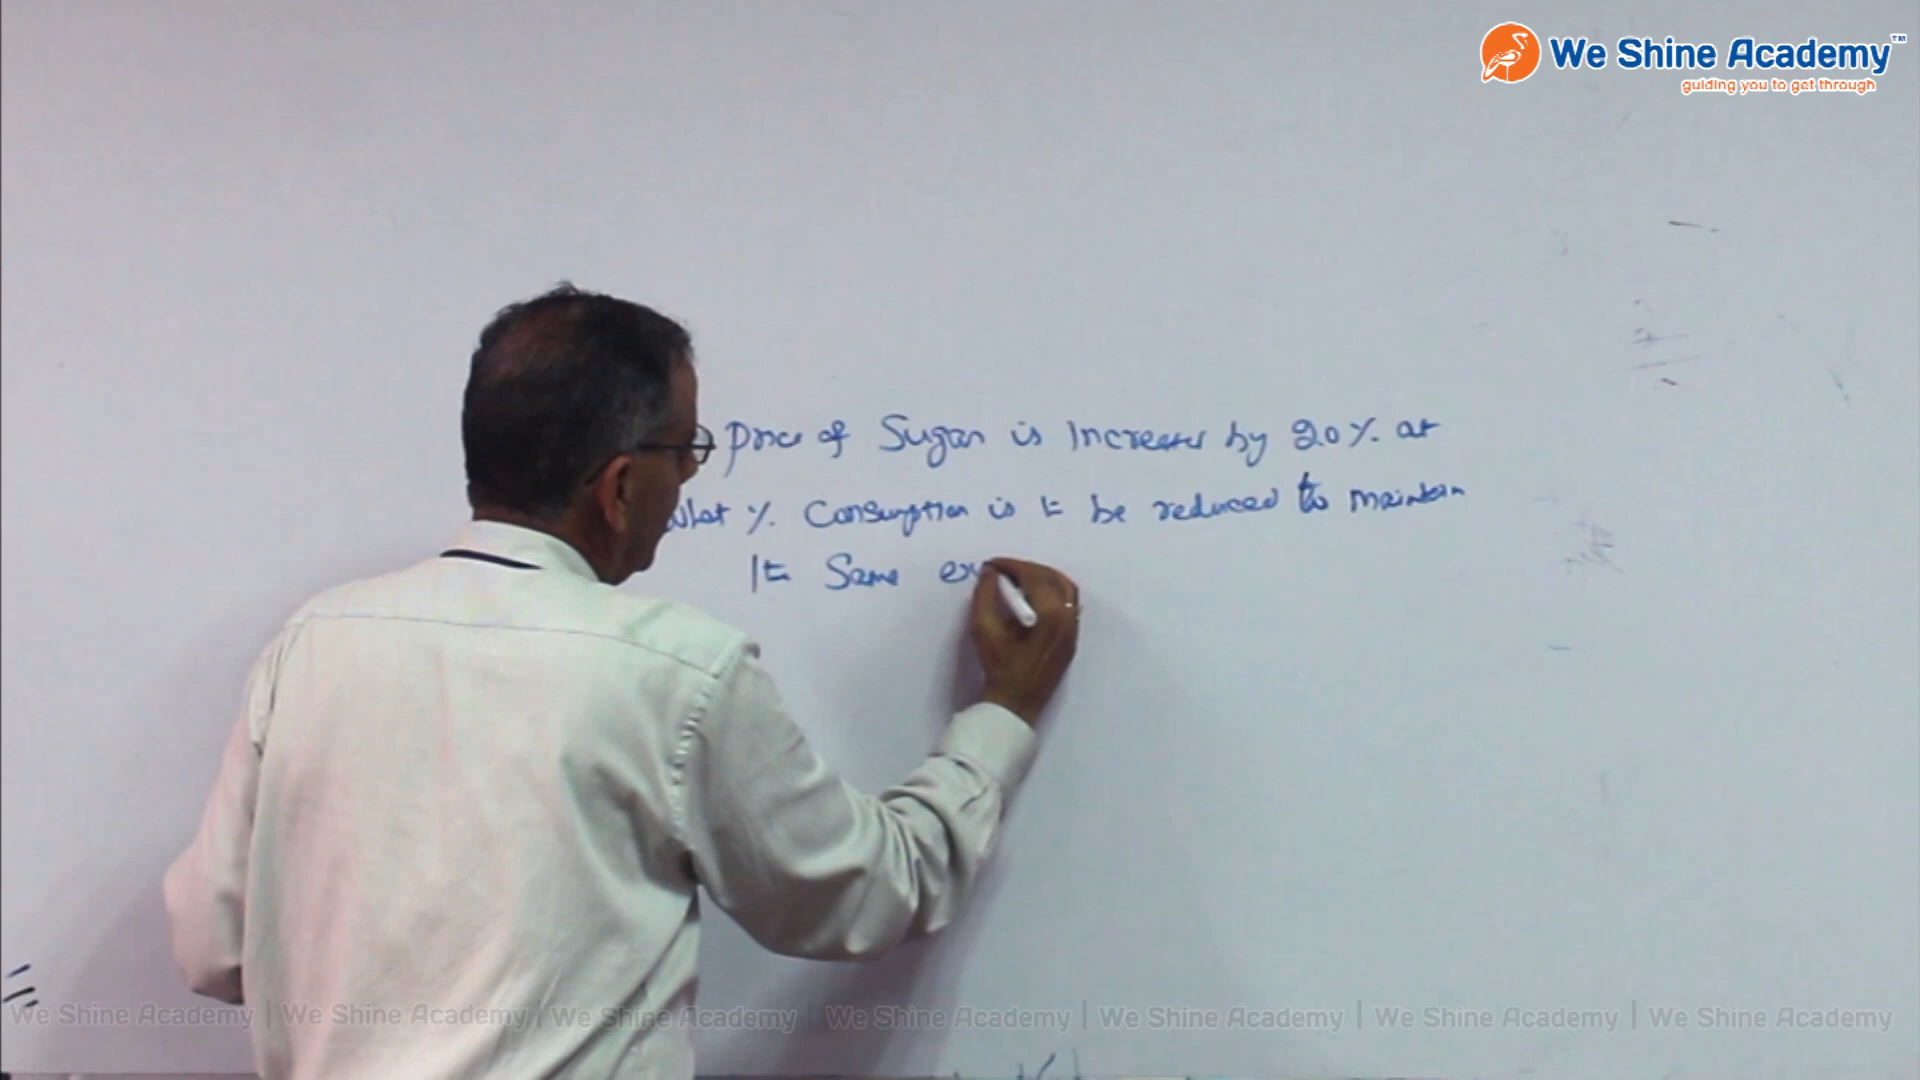 We Shine Academy™
guiding you to get through
price of Sugar is Increases by 20% at
what % Consumption is to be reduced to maintain
the Same ex
We Shine Academy | We Shine Academy | We Shine Academy | We Shine Academy | We Shine Academy | We Shine Academy | We Shine Academy